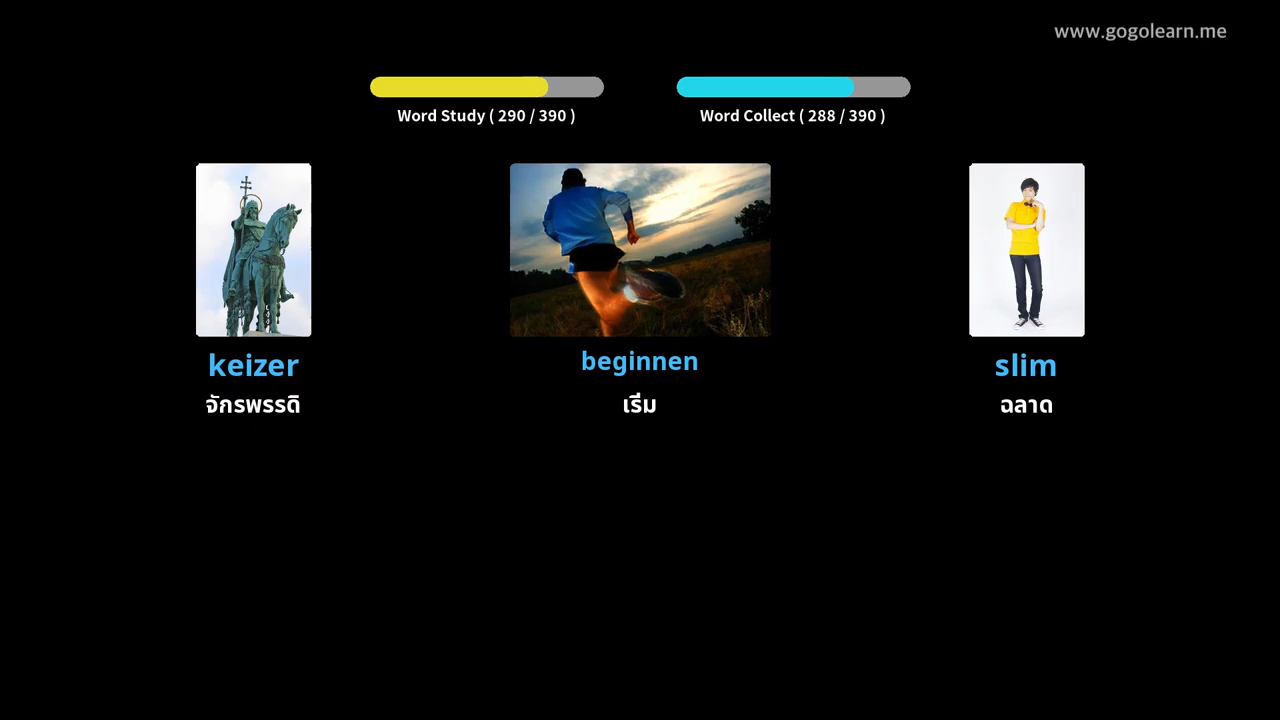 www.gogolearn.me
Word Study ( 290 / 390 )
Word Collect ( 288 / 390 )
keizer
beginnen
slim
จักรพรรดิ
เริ่ม
ฉลาด